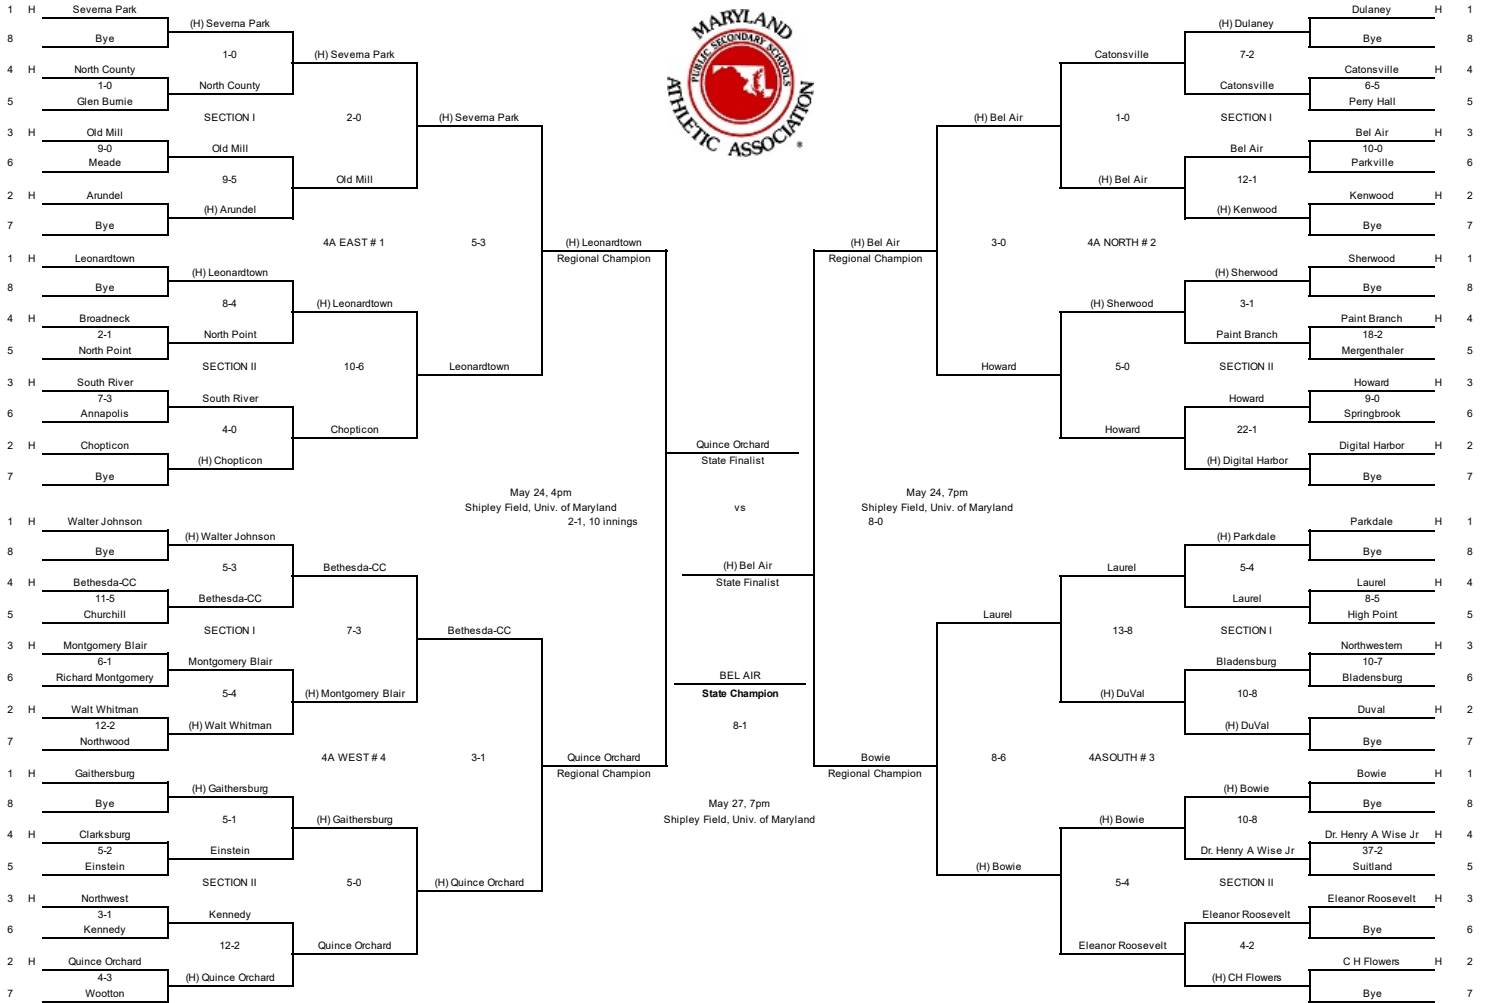 MARYLAND
PUBLIC SECONDARY SCHOOLS
ATHLETIC ASSOCIATION
®
1 H Severna Park
(H) Severna Park
8 Bye
1-0
(H) Severna Park
4 H North County
1-0
North County
5 Glen Burnie
SECTION I
2-0
(H) Severna Park
3 H Old Mill
9-0
Old Mill
6 Meade
9-5
Old Mill
2 H Arundel
(H) Arundel
7 Bye
4A EAST # 1
5-3
(H) Leonardtown
Regional Champion
1 H Leonardtown
(H) Leonardtown
8 Bye
8-4
(H) Leonardtown
4 H Broadneck
2-1
North Point
5 North Point
SECTION II
10-6
Leonardtown
3 H South River
7-3
South River
6 Annapolis
4-0
Chopticon
2 H Chopticon
(H) Chopticon
7 Bye
May 24, 4pm
Shipley Field, Univ. of Maryland
2-1, 10 innings
1 H Walter Johnson
(H) Walter Johnson
8 Bye
5-3
Bethesda-CC
4 H Bethesda-CC
11-5
Bethesda-CC
5 Churchill
SECTION I
7-3
Bethesda-CC
3 H Montgomery Blair
6-1
Montgomery Blair
6 Richard Montgomery
5-4
(H) Montgomery Blair
2 H Walt Whitman
12-2
(H) Walt Whitman
7 Northwood
4A WEST # 4
3-1
Quince Orchard
Regional Champion
1 H Gaithersburg
(H) Gaithersburg
8 Bye
5-1
(H) Gaithersburg
4 H Clarksburg
5-2
Einstein
5 Einstein
SECTION II
5-0
(H) Quince Orchard
3 H Northwest
3-1
Kennedy
6 Kennedy
12-2
Quince Orchard
2 H Quince Orchard
4-3
(H) Quince Orchard
7 Wootton
Quince Orchard
State Finalist
vs
(H) Bel Air
State Finalist
BEL AIR
State Champion
8-1
May 27, 7pm
Shipley Field, Univ. of Maryland
Dulaney H 1
(H) Dulaney
Bye 8
7-2
Catonsville
Catonsville H 4
6-5
Catonsville
Perry Hall 5
SECTION I
1-0
(H) Bel Air
Bel Air H 3
10-0
Bel Air
Parkville 6
12-1
(H) Bel Air
Kenwood H 2
(H) Kenwood
Bye 7
4A NORTH # 2
3-0
(H) Bel Air
Regional Champion
Sherwood H 1
(H) Sherwood
Bye 8
3-1
(H) Sherwood
Paint Branch H 4
18-2
Paint Branch
Mergenthaler 5
SECTION II
5-0
Howard
Howard H 3
9-0
Howard
Springbrook 6
22-1
Howard
Digital Harbor H 2
(H) Digital Harbor
Bye 7
May 24, 7pm
Shipley Field, Univ. of Maryland
8-0
Parkdale H 1
(H) Parkdale
Bye 8
5-4
Laurel
Laurel H 4
8-5
Laurel
High Point 5
SECTION I
13-8
Laurel
Northwestern H 3
10-7
Bladensburg
Bladensburg 6
10-8
(H) DuVal
Duval H 2
(H) DuVal
Bye 7
4ASOUTH # 3
8-6
Bowie
Regional Champion
Bowie H 1
(H) Bowie
Bye 8
10-8
(H) Bowie
Dr. Henry A Wise Jr H 4
37-2
Dr. Henry A Wise Jr
Suitland 5
SECTION II
5-4
(H) Bowie
Eleanor Roosevelt H 3
Eleanor Roosevelt
Bye 6
4-2
Eleanor Roosevelt
C H Flowers H 2
(H) CH Flowers
Bye 7